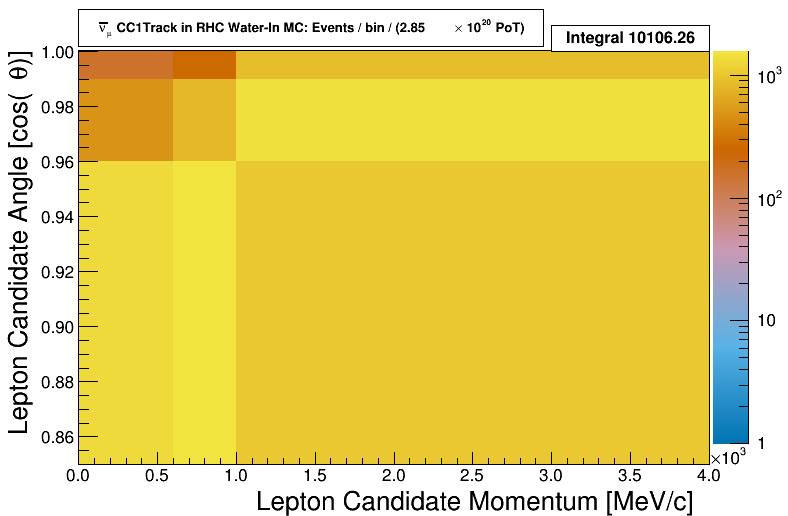 ν̅μ CC1Track in RHC Water-In MC: Events / bin / (2.85 ×10²⁰ PoT)
Integral 10106.26
Lepton Candidate Angle [cos( θ)]
1.00
0.98
0.96
0.94
0.92
0.90
0.88
0.86
10³
10²
10
1
×10³
0.0 0.5 1.0 1.5 2.0 2.5 3.0 3.5 4.0
Lepton Candidate Momentum [MeV/c]